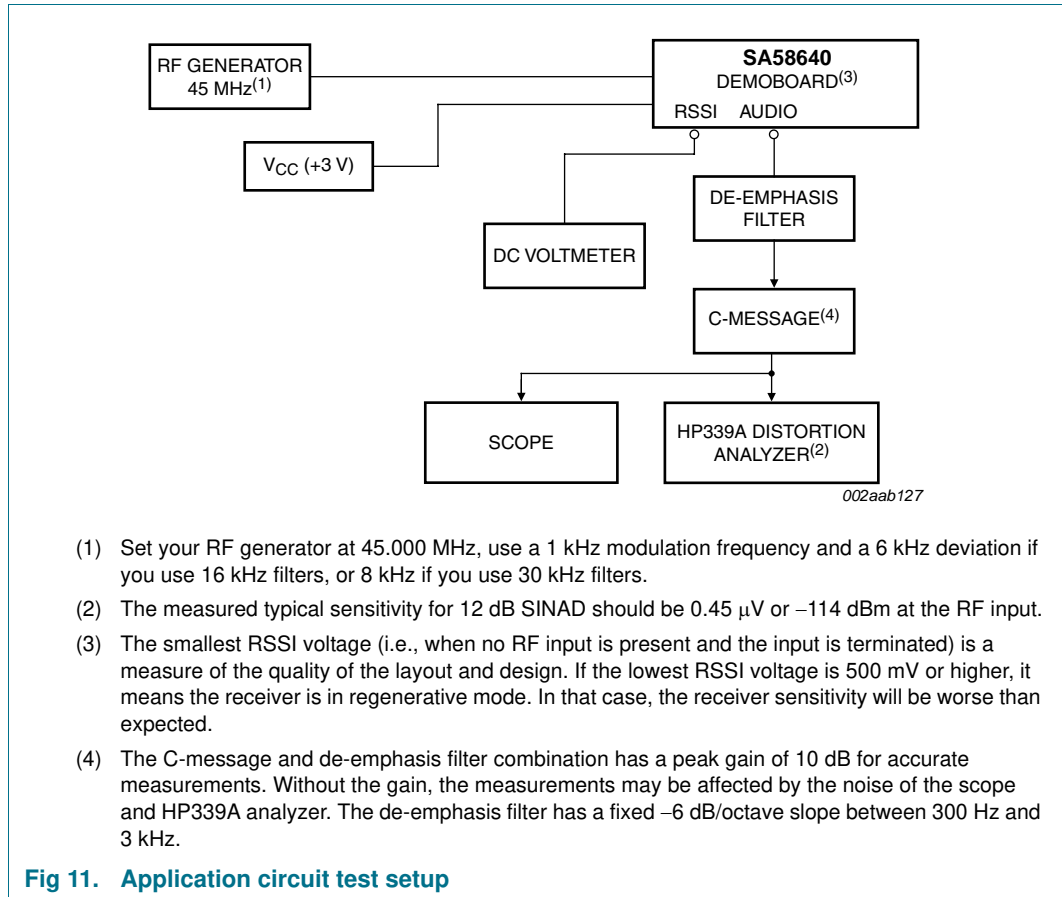 RF GENERATOR
45 MHz(1)
SA58640
DEMOBOARD(3)
RSSI AUDIO
VCC (+3 V)
DE-EMPHASIS
FILTER
DC VOLTMETER
C-MESSAGE(4)
SCOPE
HP339A DISTORTION
ANALYZER(2)
002aab127
(1) Set your RF generator at 45.000 MHz, use a 1 kHz modulation frequency and a 6 kHz deviation if
you use 16 kHz filters, or 8 kHz if you use 30 kHz filters.
(2) The measured typical sensitivity for 12 dB SINAD should be 0.45 μV or −114 dBm at the RF input.
(3) The smallest RSSI voltage (i.e., when no RF input is present and the input is terminated) is a
measure of the quality of the layout and design. If the lowest RSSI voltage is 500 mV or higher, it
means the receiver is in regenerative mode. In that case, the receiver sensitivity will be worse than
expected.
(4) The C-message and de-emphasis filter combination has a peak gain of 10 dB for accurate
measurements. Without the gain, the measurements may be affected by the noise of the scope
and HP339A analyzer. The de-emphasis filter has a fixed −6 dB/octave slope between 300 Hz and
3 kHz.
Fig 11. Application circuit test setup